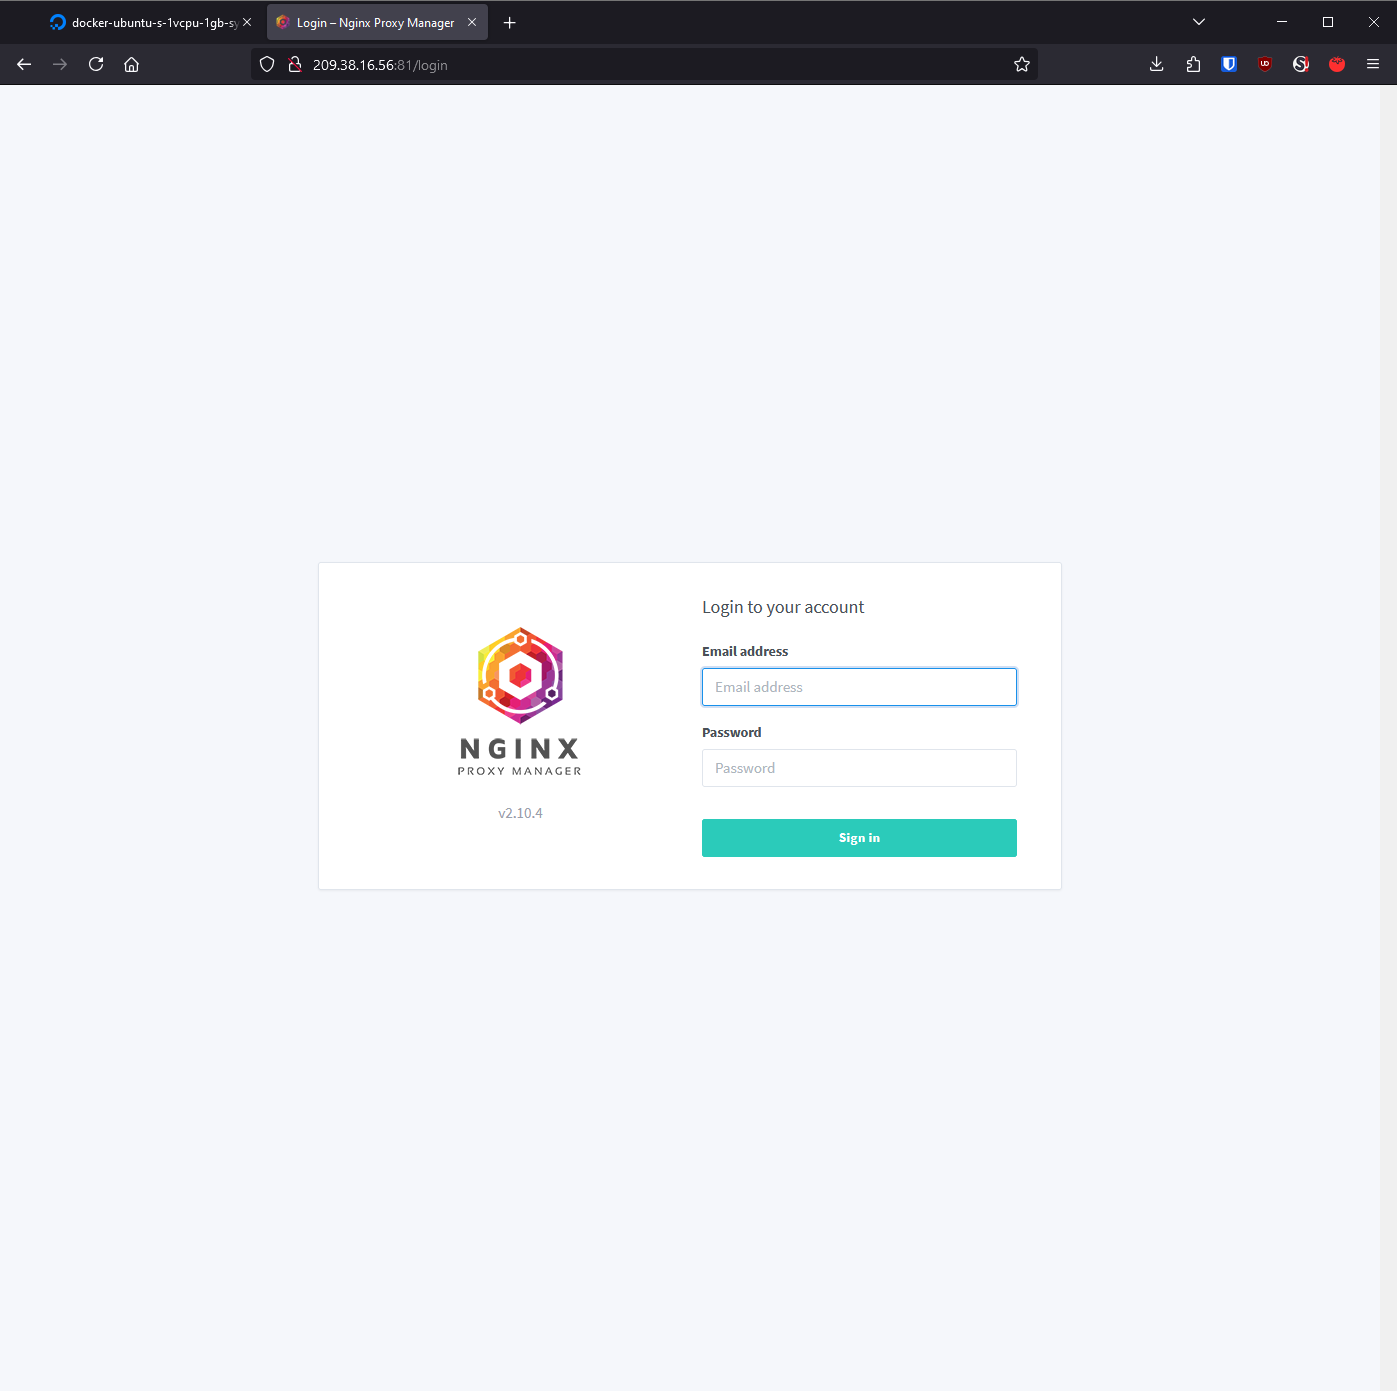 docker-ubuntu-s-1vcpu-1gb-sy
Login – Nginx Proxy Manager
209.38.16.56:81/login
Login to your account
Email address
Email address
Password
Password
Sign in
NGINX
PROXY MANAGER
v2.10.4